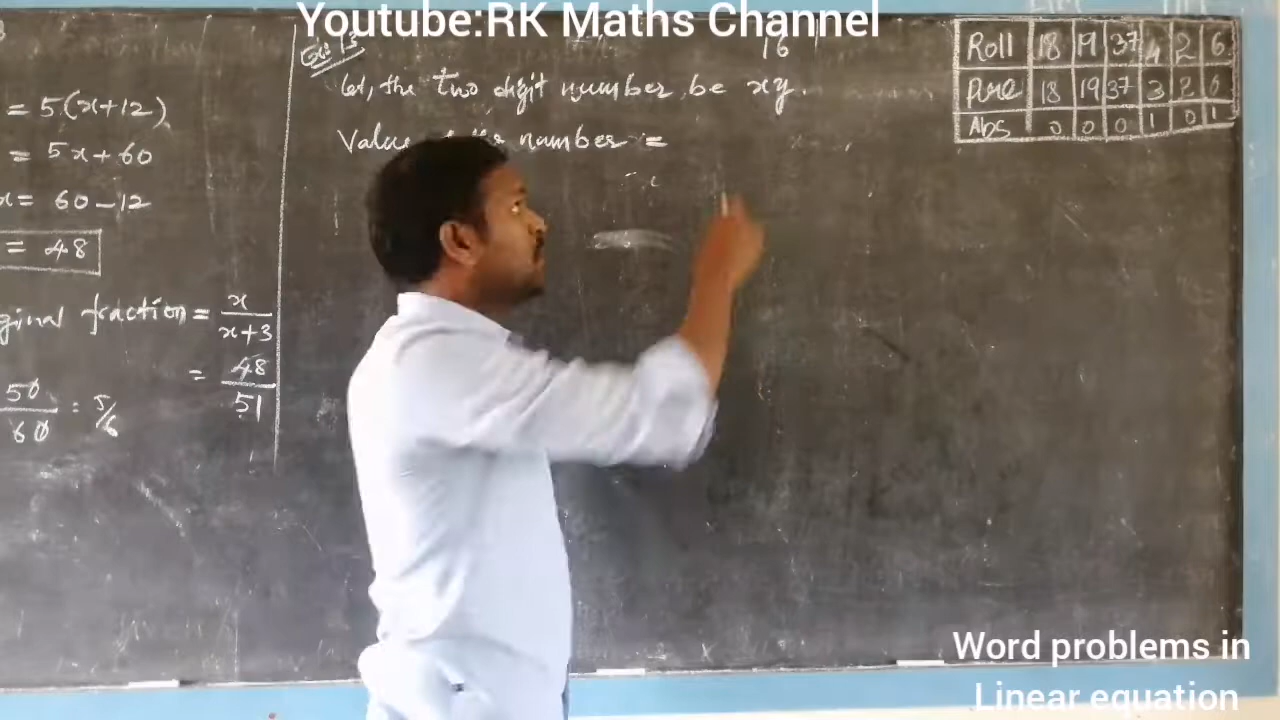 Youtube:RK Maths Channel
= 5(x+12)
= 5x+60
x= 60-12
= 48
ginal fraction = x/x+3
= 48/51
50/60 = 5/6
Ex: 13
16
Let, the two digit number be xy.
Value number =
Roll 18 19 37 4 2 6
Pre 18 19 37 3 2 0
Abs 0 0 0 1 0 1
Word problems in
Linear equation